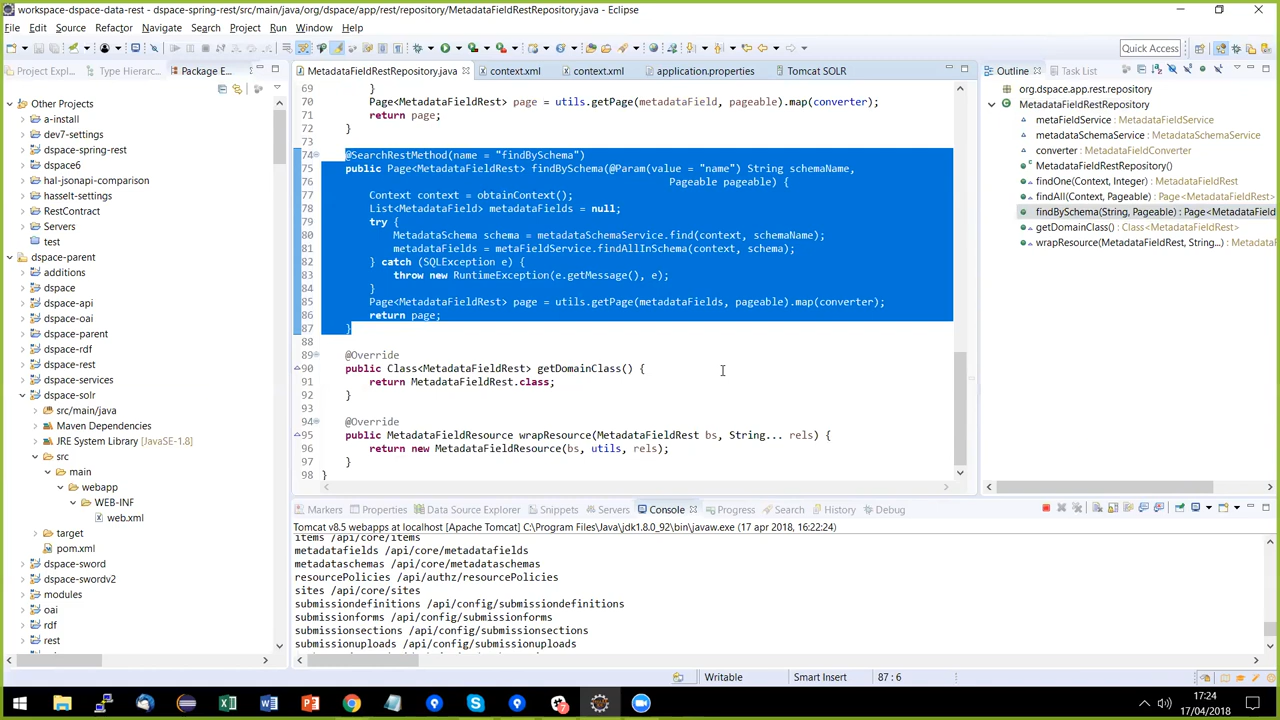 workspace-dspace-data-rest - dspace-spring-rest/src/main/java/org/dspace/app/rest/repository/MetadataFieldRestRepository.java - Eclipse
File Edit Source Refactor Navigate Search Project Run Window Help
Quick Access
Project Expl...
Type Hierarc...
Package E...
MetadataFieldRestRepository.java
context.xml
context.xml
application.properties
Tomcat SOLR
Outline
Task List
Other Projects
a-install
dev7-settings
dspace-spring-rest
dspace6
hal-jsonapi-comparison
hasselt-settings
RestContract
Servers
test
dspace-parent
additions
dspace
dspace-api
dspace-oai
dspace-parent
dspace-rdf
dspace-rest
dspace-services
dspace-solr
src/main/java
Maven Dependencies
JRE System Library [JavaSE-1.8]
src
main
webapp
WEB-INF
web.xml
target
pom.xml
dspace-sword
dspace-swordv2
modules
oai
rdf
rest
69 }
70 Page<MetadataFieldRest> page = utils.getPage(metadataField, pageable).map(converter);
71 return page;
72 }
73
74 @SearchRestMethod(name = "findBySchema")
75 public Page<MetadataFieldRest> findBySchema(@Param(value = "name") String schemaName,
76 Pageable pageable) {
77 Context context = obtainContext();
78 List<MetadataField> metadataFields = null;
79 try {
80 MetadataSchema schema = metadataSchemaService.find(context, schemaName);
81 metadataFields = metaFieldService.findAllInSchema(context, schema);
82 } catch (SQLException e) {
83 throw new RuntimeException(e.getMessage(), e);
84 }
85 Page<MetadataFieldRest> page = utils.getPage(metadataFields, pageable).map(converter);
86 return page;
87 }
88
89 @Override
90 public Class<MetadataFieldRest> getDomainClass() {
91 return MetadataFieldRest.class;
92 }
93
94 @Override
95 public MetadataFieldResource wrapResource(MetadataFieldRest bs, String... rels) {
96 return new MetadataFieldResource(bs, utils, rels);
97 }
98 }
org.dspace.app.rest.repository
MetadataFieldRestRepository
metaFieldService : MetadataFieldService
metadataSchemaService : MetadataSchemaS
converter : MetadataFieldConverter
MetadataFieldRestRepository()
findOne(Context, Integer) : MetadataFieldRest
findAll(Context, Pageable) : Page<MetadataF
findBySchema(String, Pageable) : Page<MetadataField
getDomainClass() : Class<MetadataFieldRest>
wrapResource(MetadataFieldRest, String...) : Metadata
Markers Properties Data Source Explorer Snippets Servers Console Progress Search History Debug
Tomcat v8.5 webapps at localhost [Apache Tomcat] C:\Program Files\Java\jdk1.8.0_92\bin\javaw.exe (17 apr 2018, 16:22:24)
items /api/core/items
metadatafields /api/core/metadatafields
metadataschemas /api/core/metadataschemas
resourcePolicies /api/authz/resourcePolicies
sites /api/core/sites
submissiondefinitions /api/config/submissiondefinitions
submissionforms /api/config/submissionforms
submissionsections /api/config/submissionsections
submissionuploads /api/config/submissionuploads
Writable
Smart Insert
87 : 6
17:24
17/04/2018